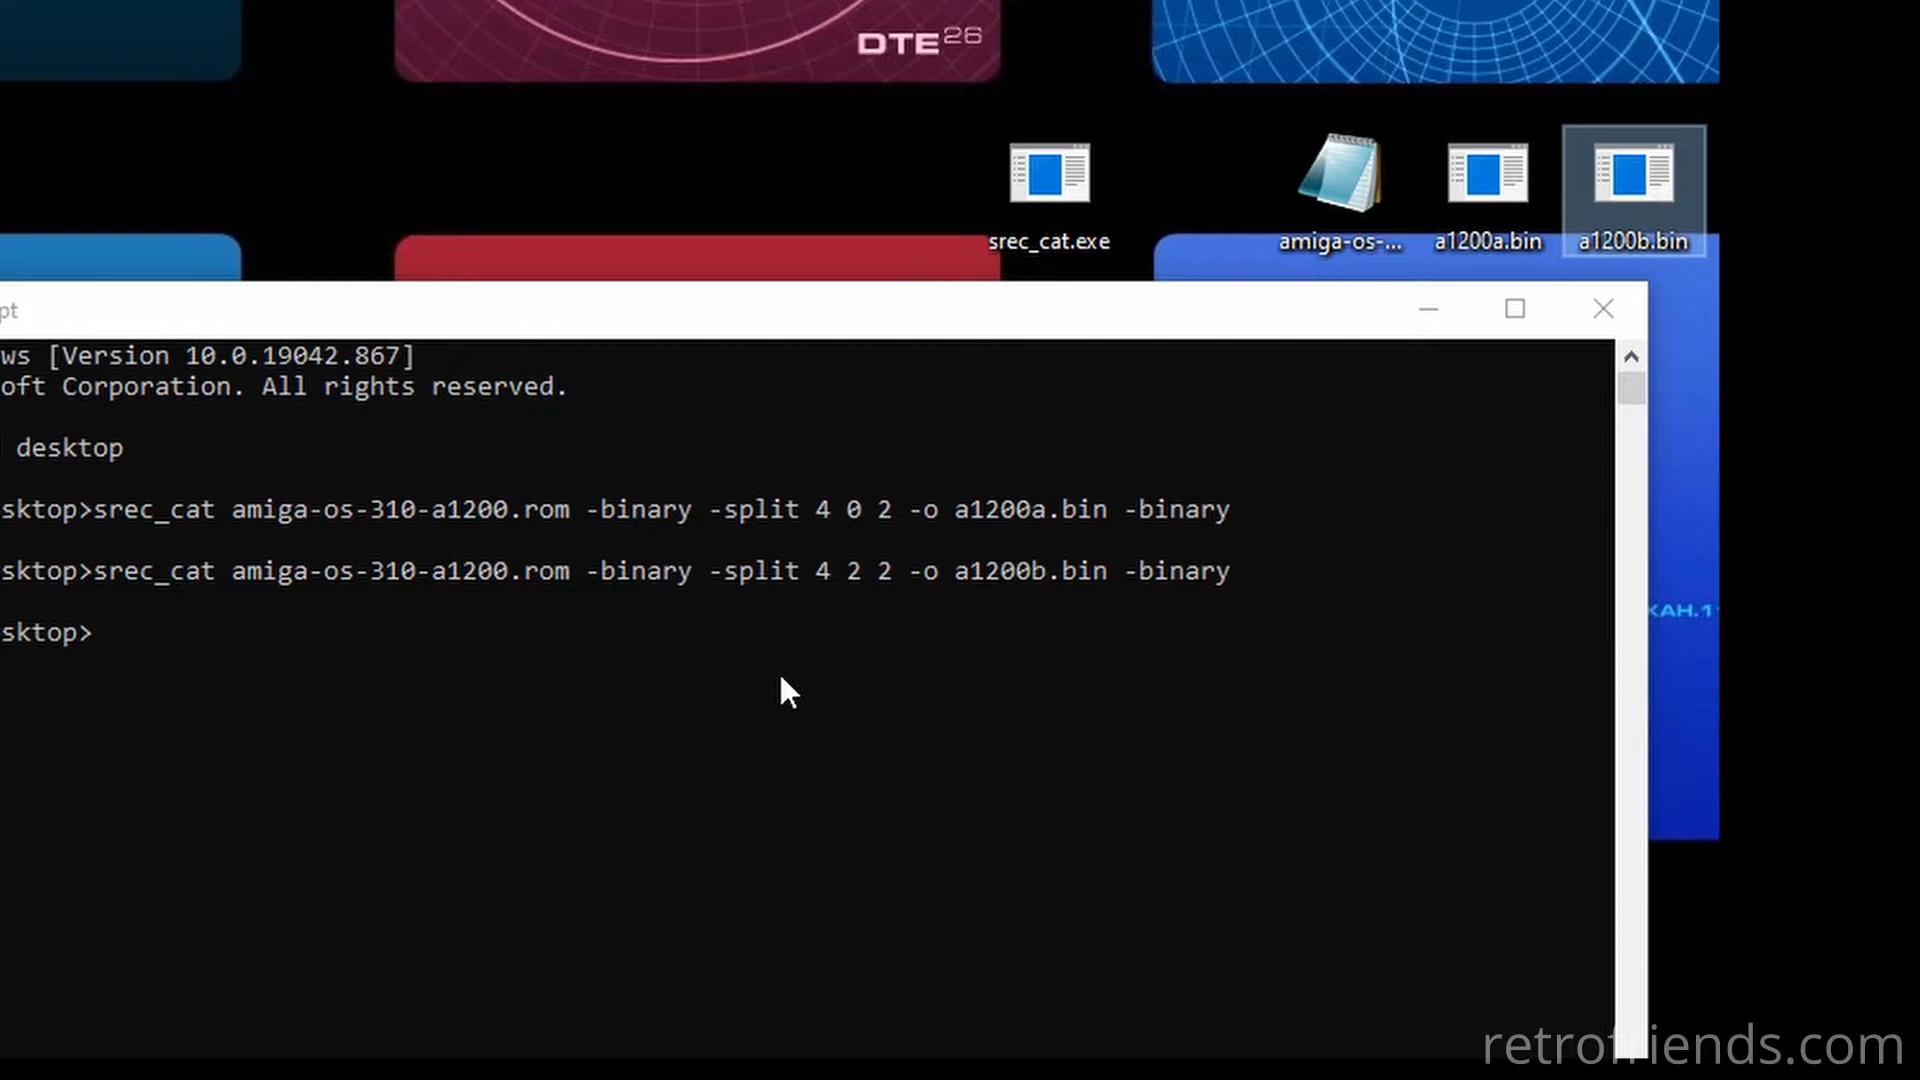 DTE26
srec_cat.exe
amiga-os-...
a1200a.bin
a1200b.bin
pt
ws [Version 10.0.19042.867]
oft Corporation. All rights reserved.
desktop
sktop>srec_cat amiga-os-310-a1200.rom -binary -split 4 0 2 -o a1200a.bin -binary
sktop>srec_cat amiga-os-310-a1200.rom -binary -split 4 2 2 -o a1200b.bin -binary
KAH.1
sktop>
retrofriends.com